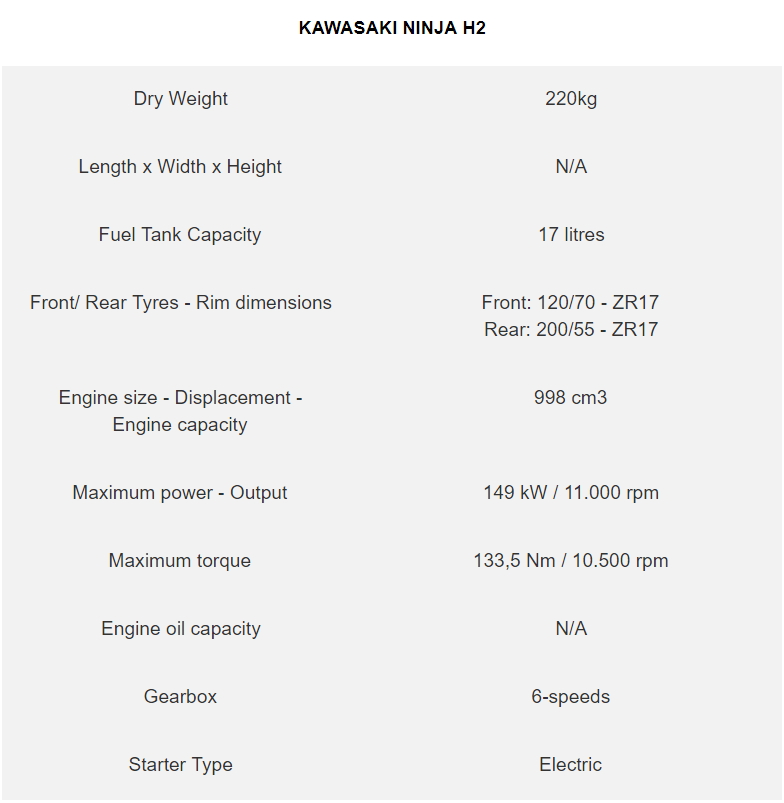 KAWASAKI NINJA H2
Dry Weight 220kg
Length x Width x Height N/A
Fuel Tank Capacity 17 litres
Front/ Rear Tyres - Rim dimensions Front: 120/70 - ZR17
Rear: 200/55 - ZR17
Engine size - Displacement - 998 cm3
Engine capacity
Maximum power - Output 149 kW / 11.000 rpm
Maximum torque 133,5 Nm / 10.500 rpm
Engine oil capacity N/A
Gearbox 6-speeds
Starter Type Electric